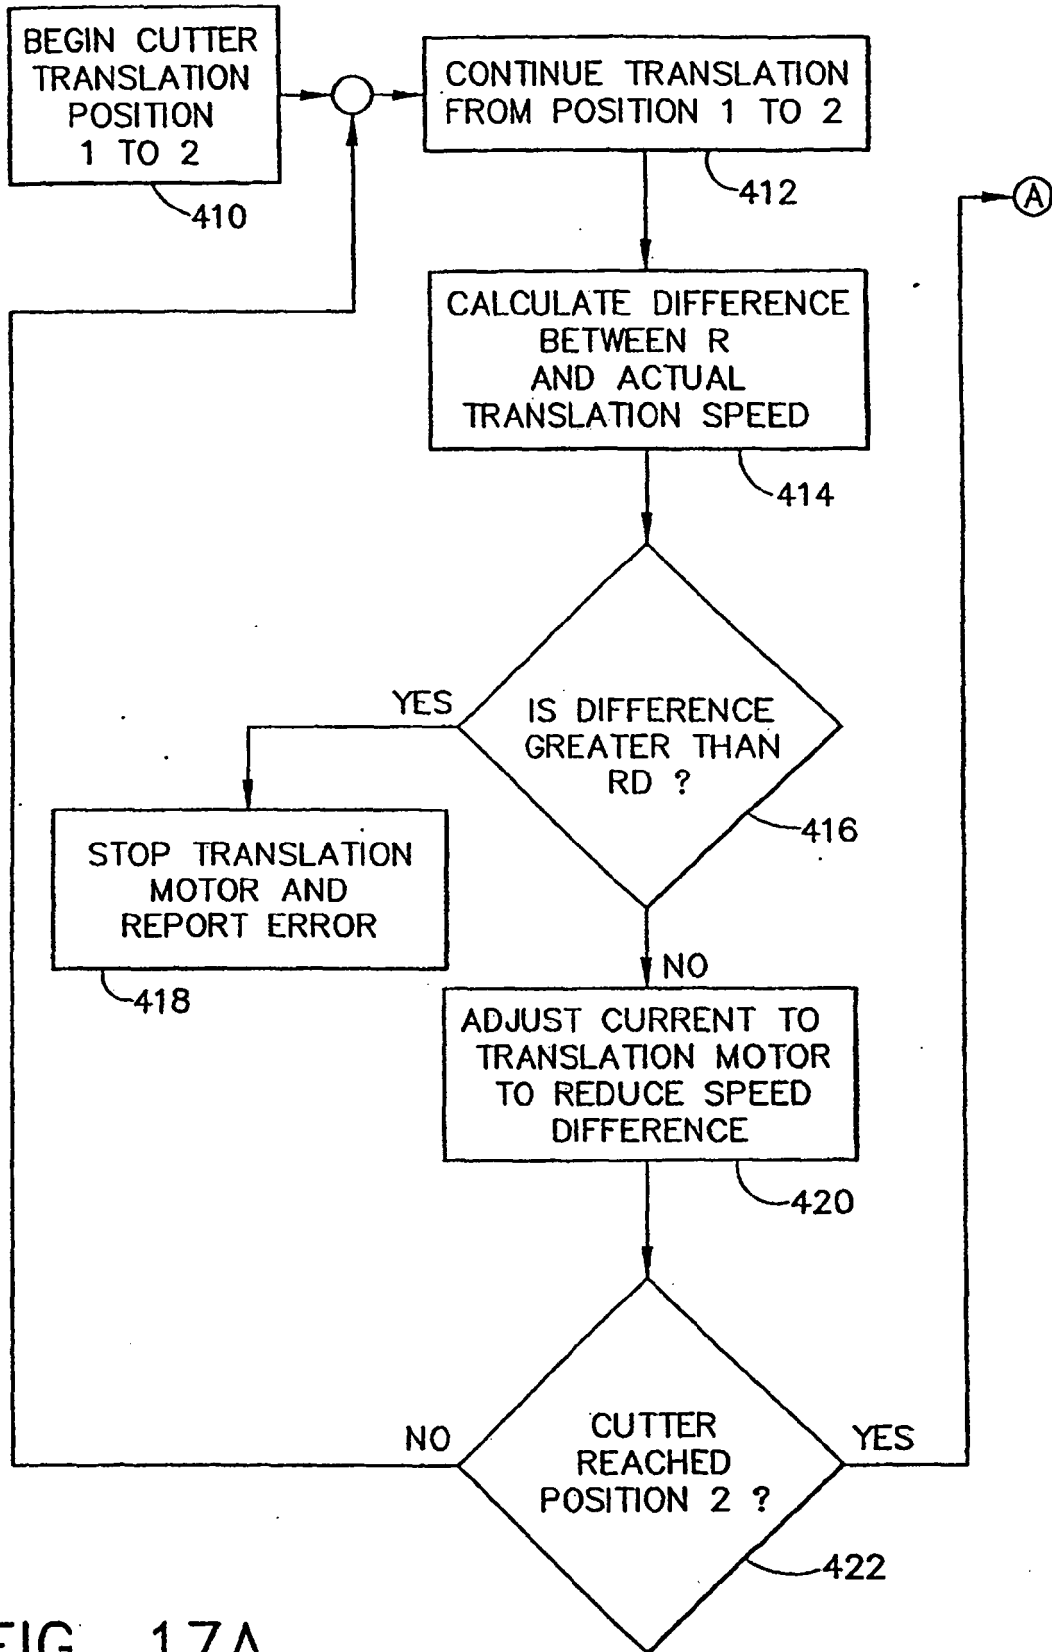 BEGIN CUTTER
TRANSLATION
POSITION
1 TO 2
410
CONTINUE TRANSLATION
FROM POSITION 1 TO 2
412
A
CALCULATE DIFFERENCE
BETWEEN R
AND ACTUAL
TRANSLATION SPEED
414
YES
IS DIFFERENCE
GREATER THAN
RD ?
416
STOP TRANSLATION
MOTOR AND
REPORT ERROR
418
NO
ADJUST CURRENT TO
TRANSLATION MOTOR
TO REDUCE SPEED
DIFFERENCE
420
NO
CUTTER
REACHED
POSITION 2 ?
YES
422
FIG. 17A